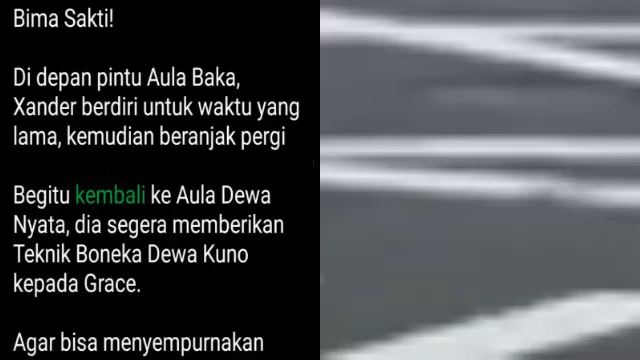 Bima Sakti!
Di depan pintu Aula Baka,
Xander berdiri untuk waktu yang
lama, kemudian beranjak pergi
Begitu kembali ke Aula Dewa
Nyata, dia segera memberikan
Teknik Boneka Dewa Kuno
kepada Grace.
Agar bisa menyempurnakan